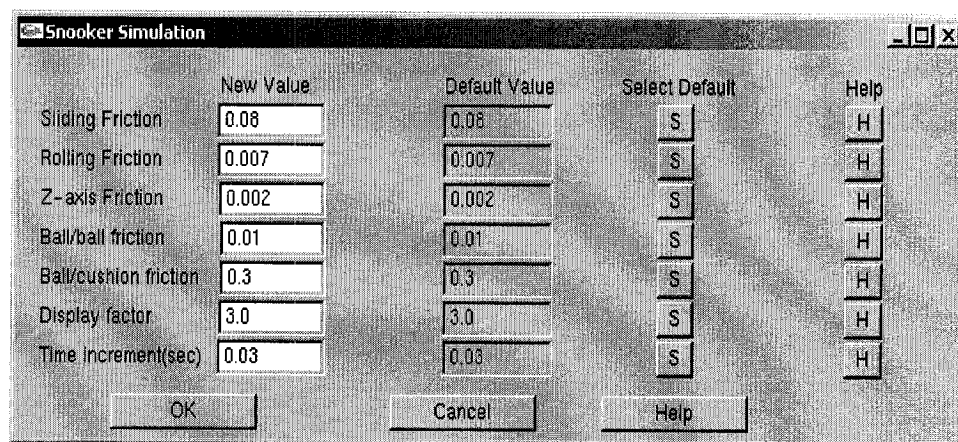 Snooker Simulation
New Value Default Value Select Default Help
Sliding Friction 0.08 0.08 S H
Rolling Friction 0.007 0.007 S H
Z-axis Friction 0.002 0.002 S H
Ball/ball friction 0.01 0.01 S H
Ball/cushion friction 0.3 0.3 S H
Display factor 3.0 3.0 S H
Time increment(sec) 0.03 0.03 S H
OK Cancel Help